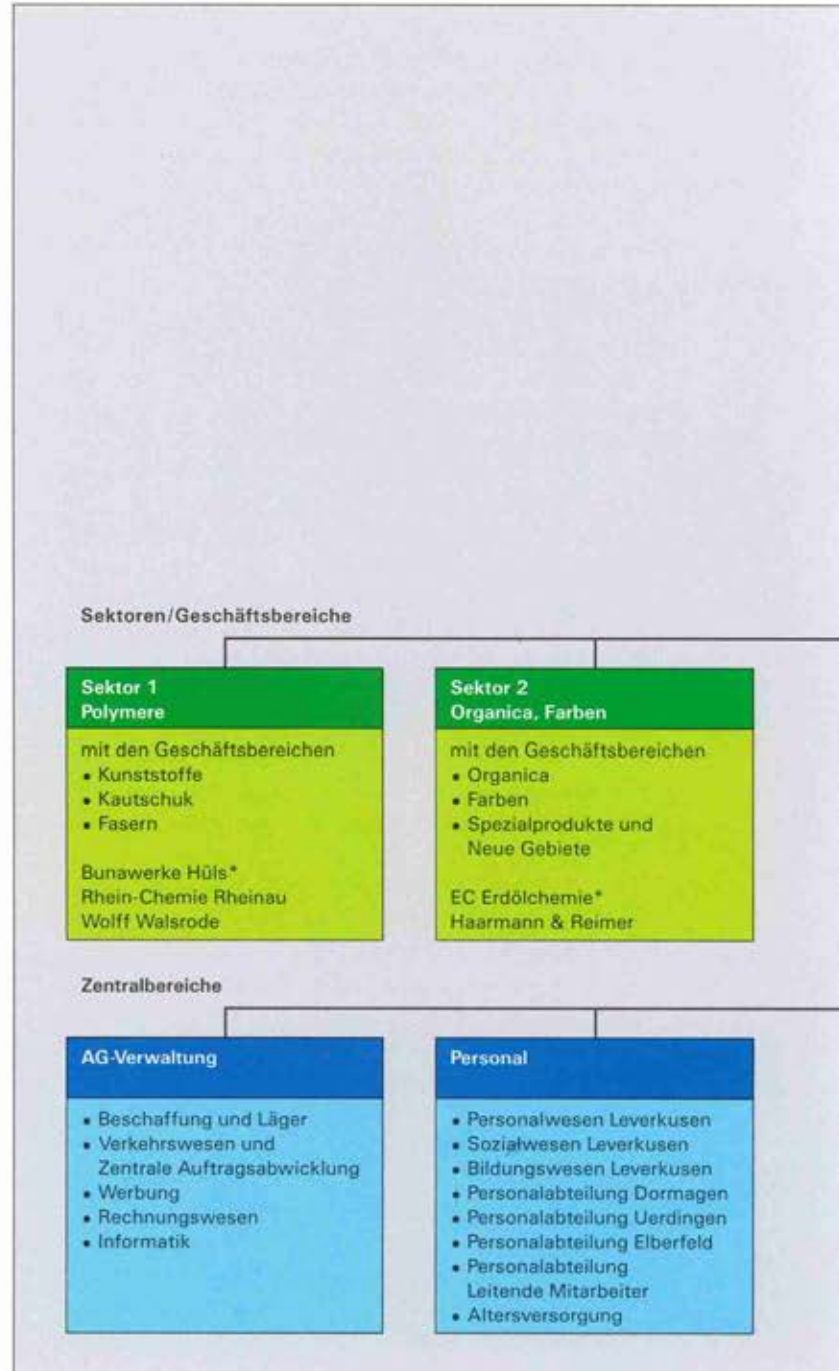 Sektoren/Geschäftsbereiche
Sektor 1
Polymere
mit den Geschäftsbereichen
• Kunststoffe
• Kautschuk
• Fasern
Bunawerke Hüls*
Rhein-Chemie Rheinau
Wolff Walsrode
Sektor 2
Organica, Farben
mit den Geschäftsbereichen
• Organica
• Farben
• Spezialprodukte und
Neue Gebiete
EC Erdölchemie*
Haarmann & Reimer
Zentralbereiche
AG-Verwaltung
• Beschaffung und Läger
• Verkehrswesen und
Zentrale Auftragsabwicklung
• Werbung
• Rechnungswesen
• Informatik
Personal
• Personalwesen Leverkusen
• Sozialwesen Leverkusen
• Bildungswesen Leverkusen
• Personalabteilung Dormagen
• Personalabteilung Uerdingen
• Personalabteilung Elberfeld
• Personalabteilung
Leitende Mitarbeiter
• Altersversorgung